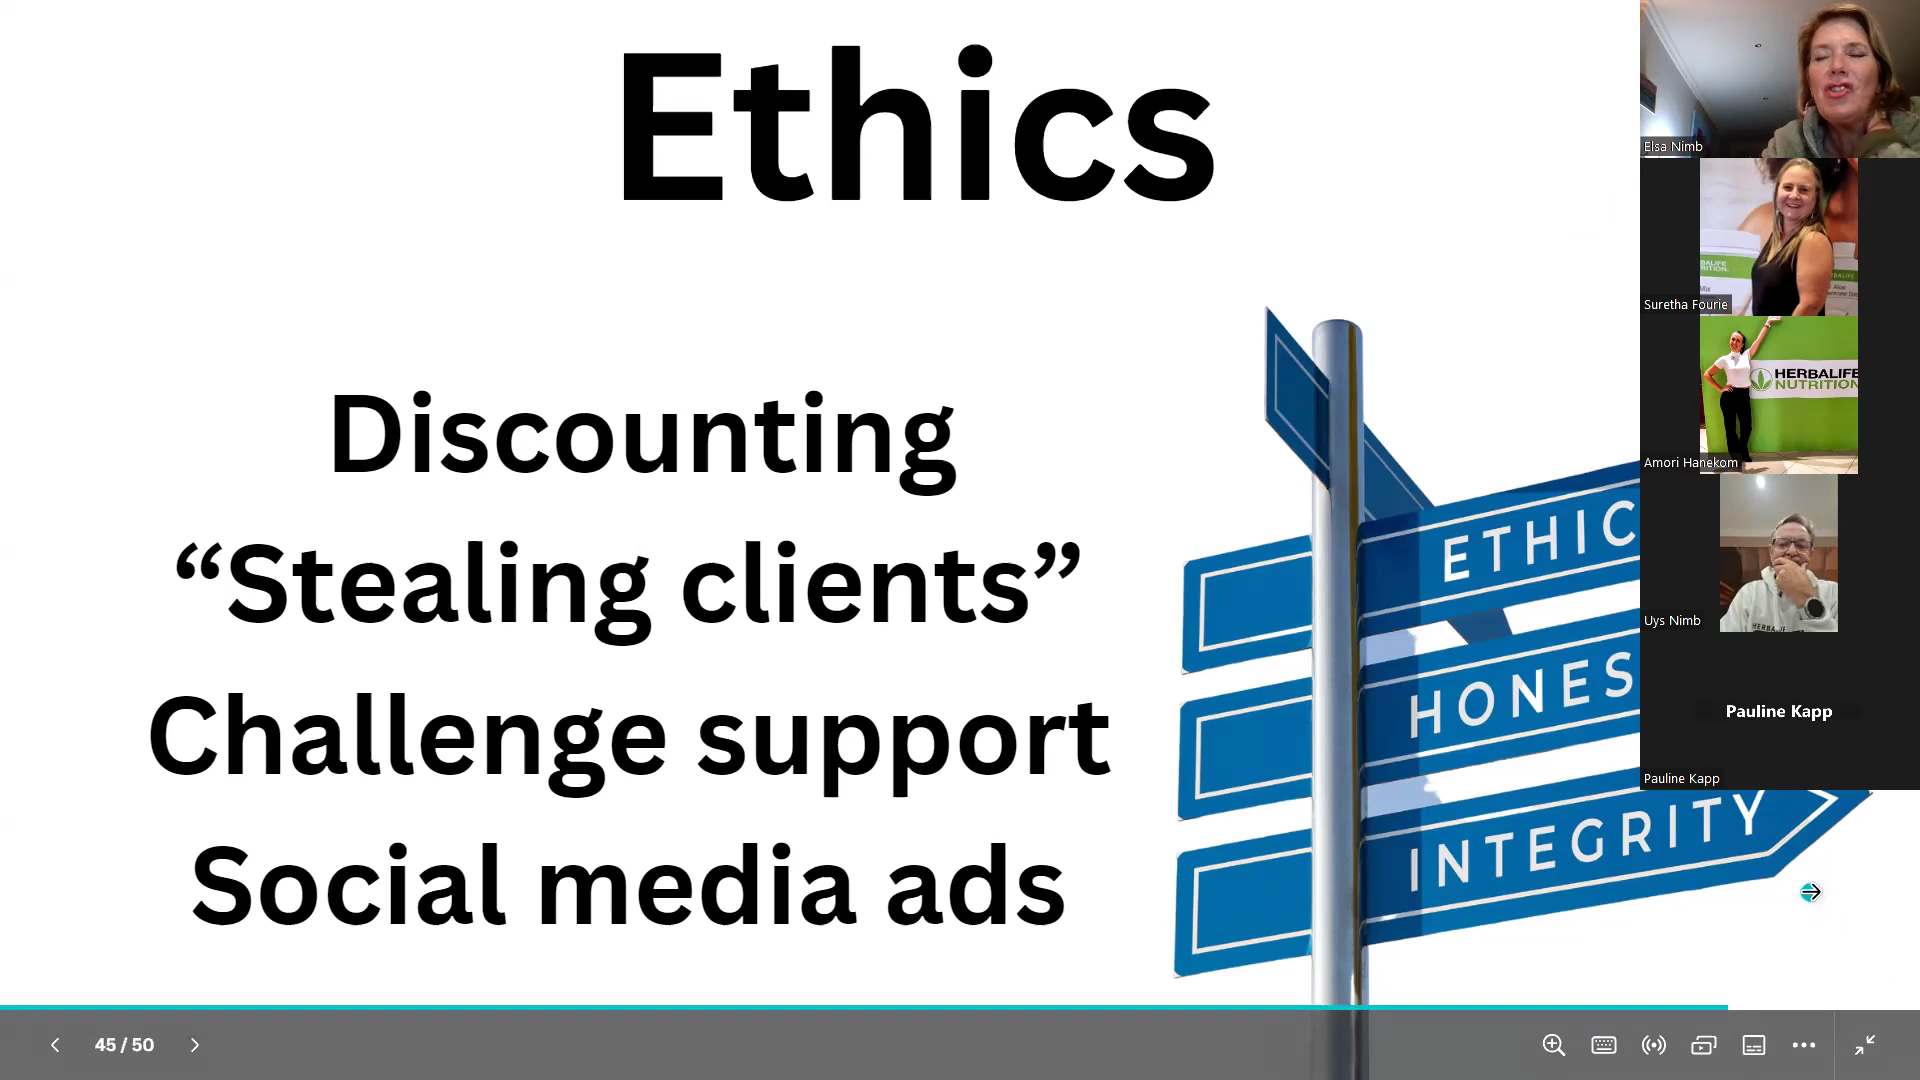 Ethics
Discounting
“Stealing clients”
Challenge support
Social media ads
ETHIC
HONES
INTEGRITY
Elsa Nimb
Suretha Fourie
HERBALIFE
NUTRITION
Amori Hanekom
Uys Nimb
Pauline Kapp
Pauline Kapp
45 / 50